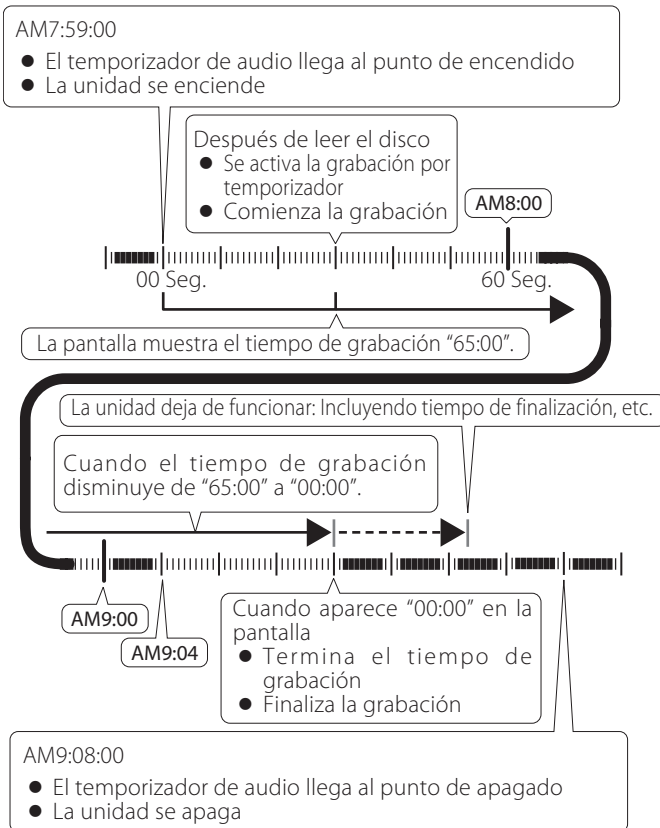 AM7:59:00
● El temporizador de audio llega al punto de encendido
● La unidad se enciende
Después de leer el disco
● Se activa la grabación por
temporizador
● Comienza la grabación
AM8:00
00 Seg.
60 Seg.
La pantalla muestra el tiempo de grabación “65:00”.
La unidad deja de funcionar: Incluyendo tiempo de finalización, etc.
Cuando el tiempo de grabación
disminuye de “65:00” a “00:00”.
AM9:00
AM9:04
Cuando aparece “00:00” en la
pantalla
● Termina el tiempo de
grabación
● Finaliza la grabación
AM9:08:00
● El temporizador de audio llega al punto de apagado
● La unidad se apaga